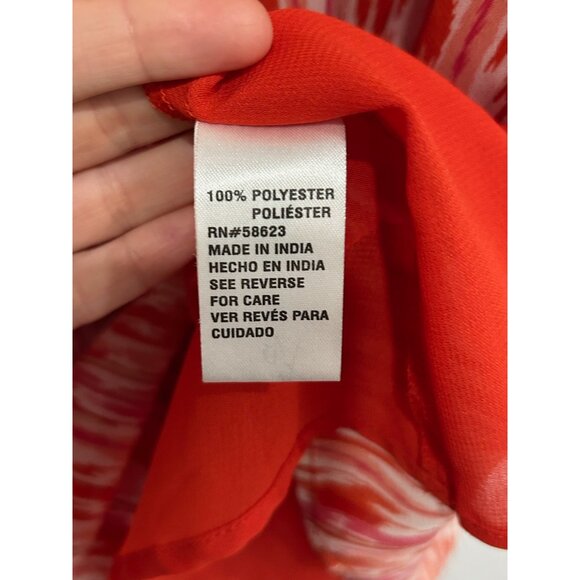 100% POLYESTER
POLIÉSTER
RN#58623
MADE IN INDIA
HECHO EN INDIA
SEE REVERSE
FOR CARE
VER REVÉS PARA
CUIDADO